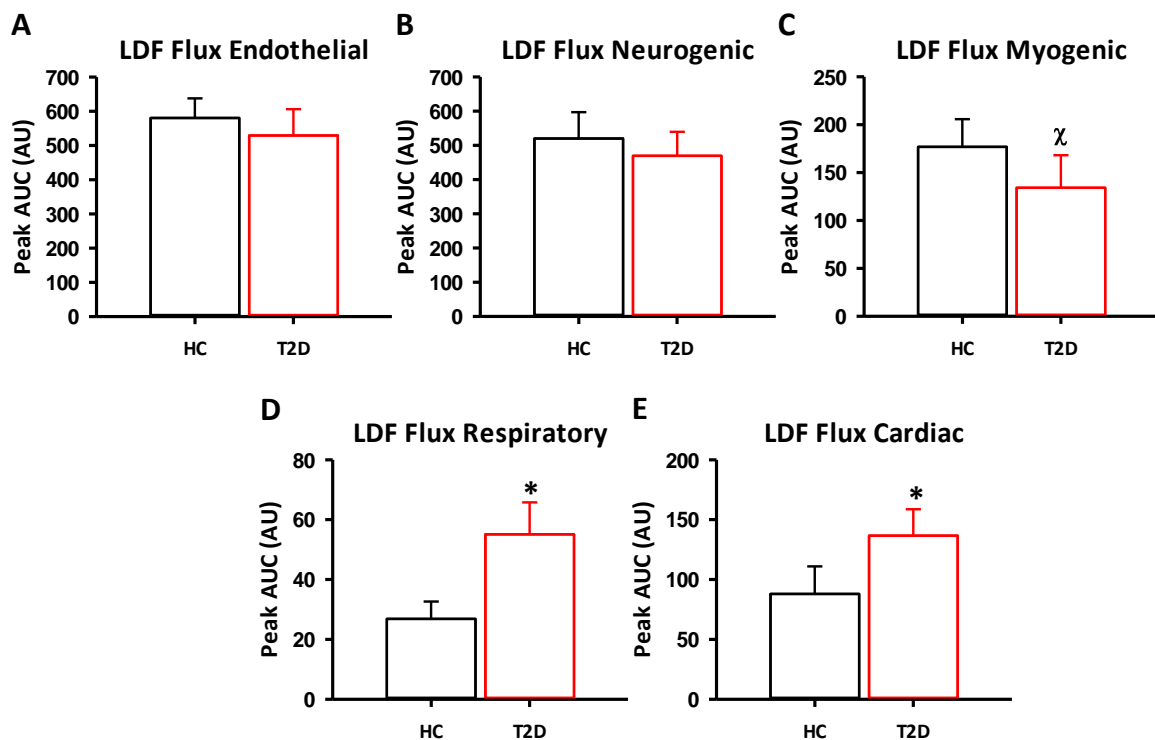 A
LDF Flux Endothelial
Peak AUC (AU)
700
600
500
400
300
200
100
0
HC T2D
B
LDF Flux Neurogenic
Peak AUC (AU)
700
600
500
400
300
200
100
0
HC T2D
C
LDF Flux Myogenic
Peak AUC (AU)
250
200
150
100
50
0
χ
HC T2D
D
LDF Flux Respiratory
Peak AUC (AU)
80
60
40
20
0
*
HC T2D
E
LDF Flux Cardiac
Peak AUC (AU)
200
150
100
50
0
*
HC T2D